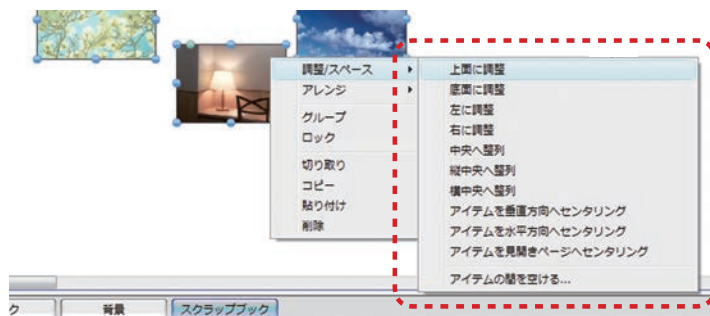 調整/スペース
アレンジ
グループ
ロック
切り取り
コピー
貼り付け
削除
上面に調整
底面に調整
左に調整
右に調整
中央へ整列
縦中央へ整列
横中央へ整列
アイテムを垂直方向へセンタリング
アイテムを水平方向へセンタリング
アイテムを見開きページへセンタリング
アイテムの間を空ける...
ク
背景
スクラップブック